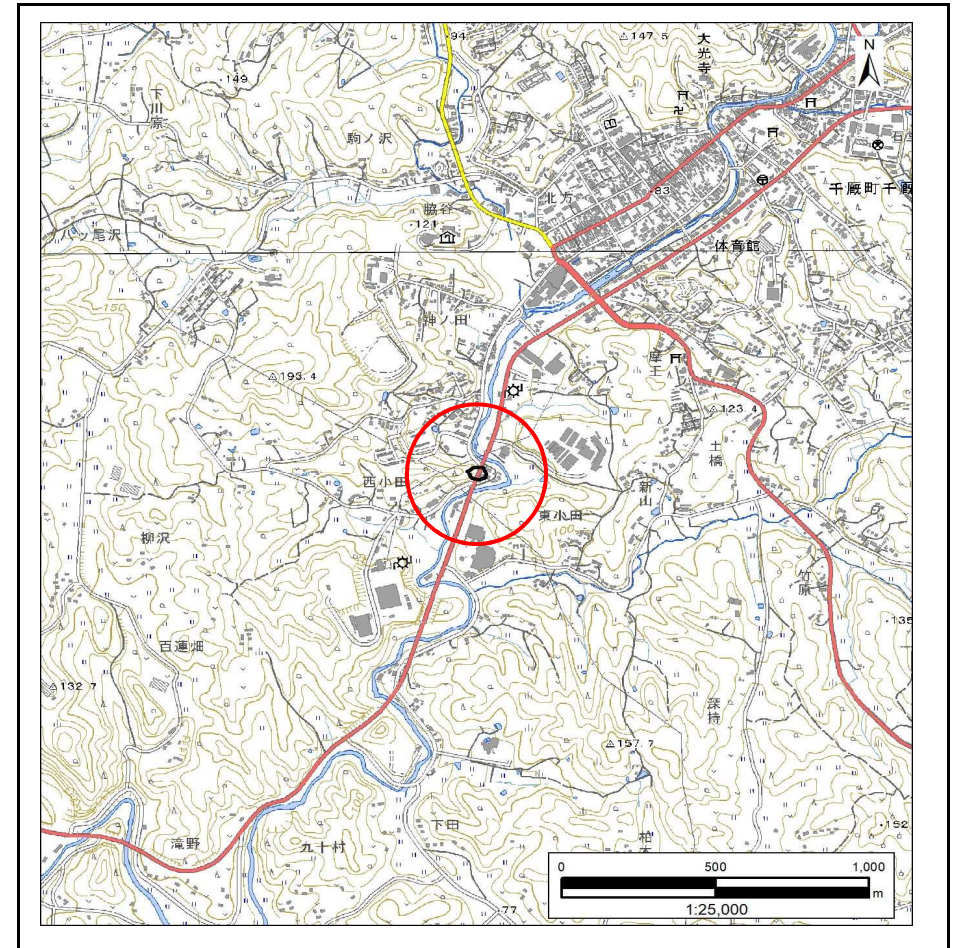 94
147.5
大光寺
N
149
下川原
駒ノ沢
北方
83
脇谷
121
千厩町千厩
八ッ尾沢
体育館
神ノ田
摩王
193.4
123.4
土橋
西小田
新山
東小田
柳沢
竹原
135
百連畑
132.7
深持
157.7
下田
152
滝野
九十村
77
0 500 1,000
m
1:25,000